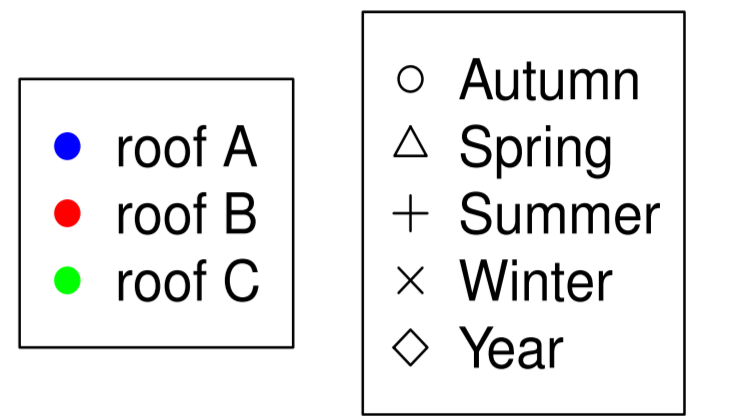 roof A
roof B
roof C
Autumn
Spring
Summer
Winter
Year